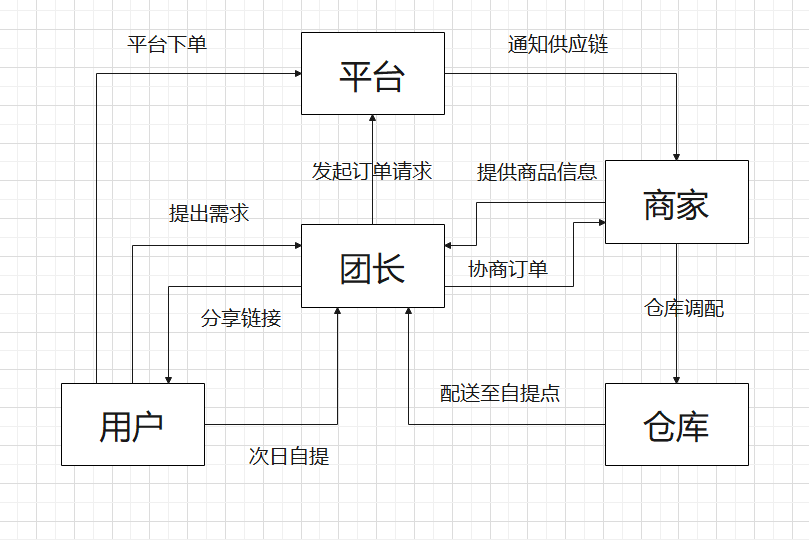 平台下单
通知供应链
平台
发起订单请求
提供商品信息
商家
提出需求
团长
协商订单
分享链接
仓库调配
配送至自提点
用户
仓库
次日自提